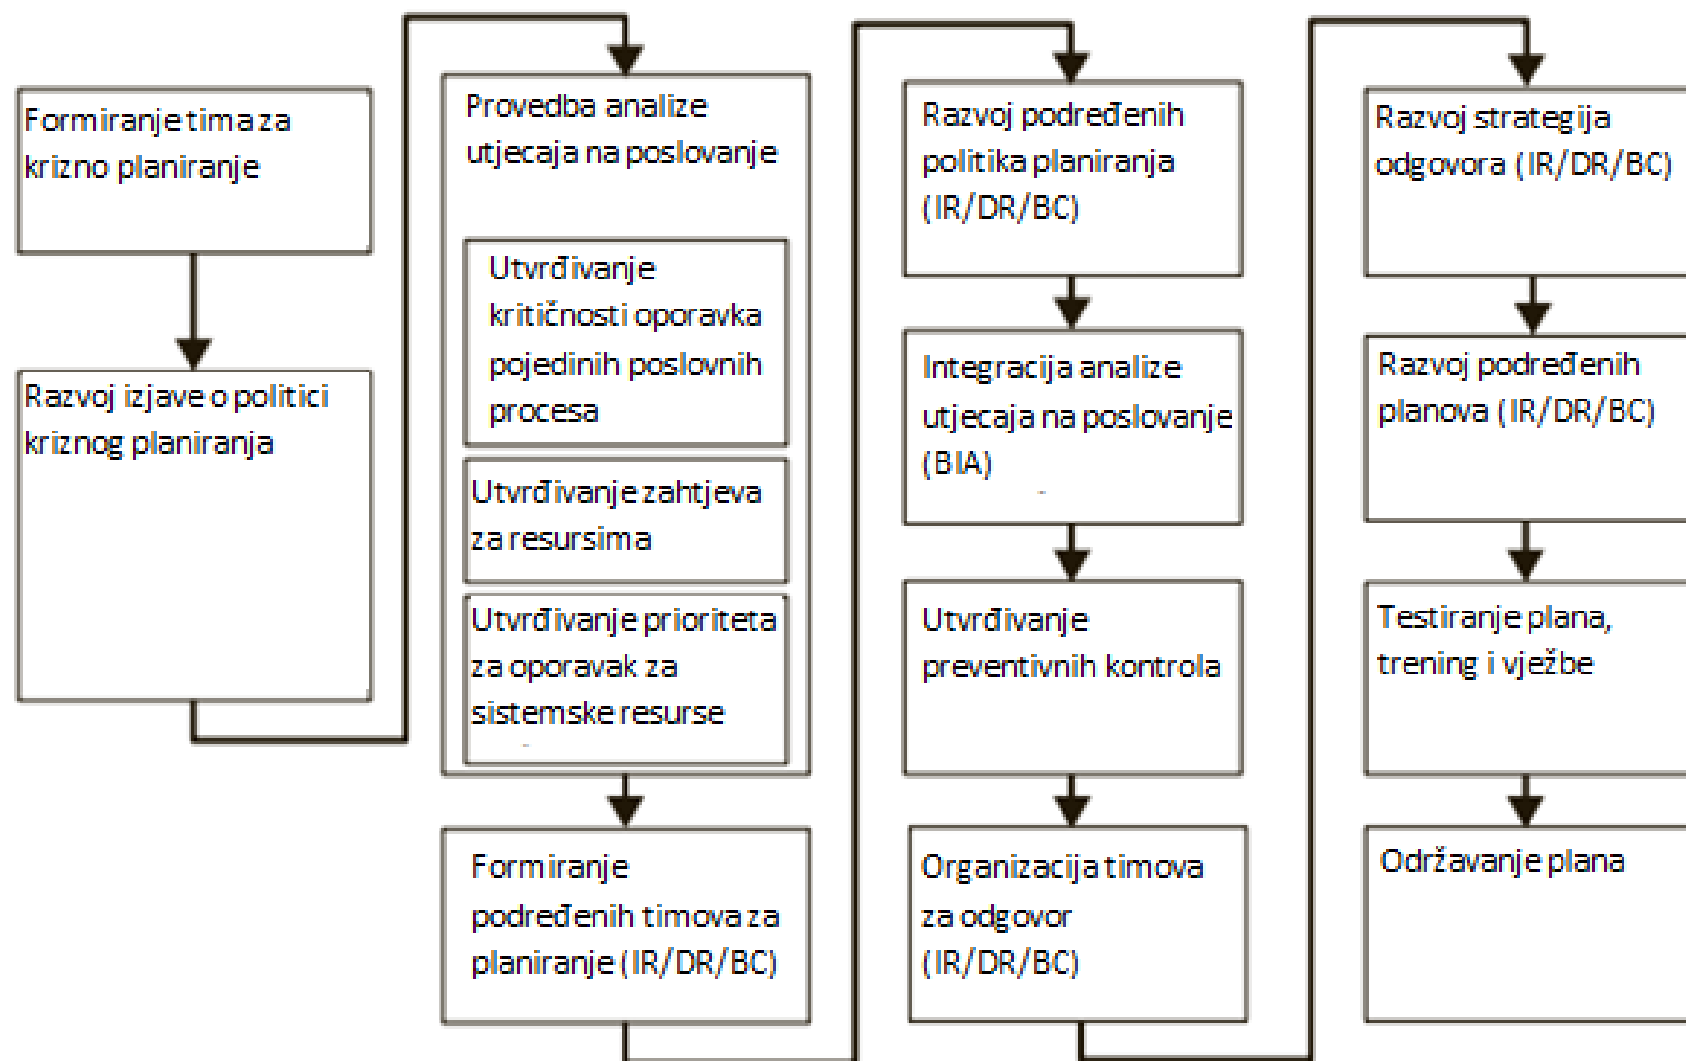 Formiranje tima za
krizno planiranje
Razvoj izjave o politici
kriznog planiranja
Provedba analize
utjecaja na poslovanje
Utvrđivanje
kritičnosti oporavka
pojedinih poslovnih
procesa
Utvrđivanje zahtjeva
za resursima
Utvrđivanje prioriteta
za oporavak za
sistemske resurse
Formiranje
podređenih timova za
planiranje (IR/DR/BC)
Razvoj podređenih
politika planiranja
(IR/DR/BC)
Integracija analize
utjecaja na poslovanje
(BIA)
Utvrđivanje
preventivnih kontrola
Organizacija timova
za odgovor
(IR/DR/BC)
Razvoj strategija
odgovora (IR/DR/BC)
Razvoj podređenih
planova (IR/DR/BC)
Testiranje plana,
trening i vježbe
Održavanje plana